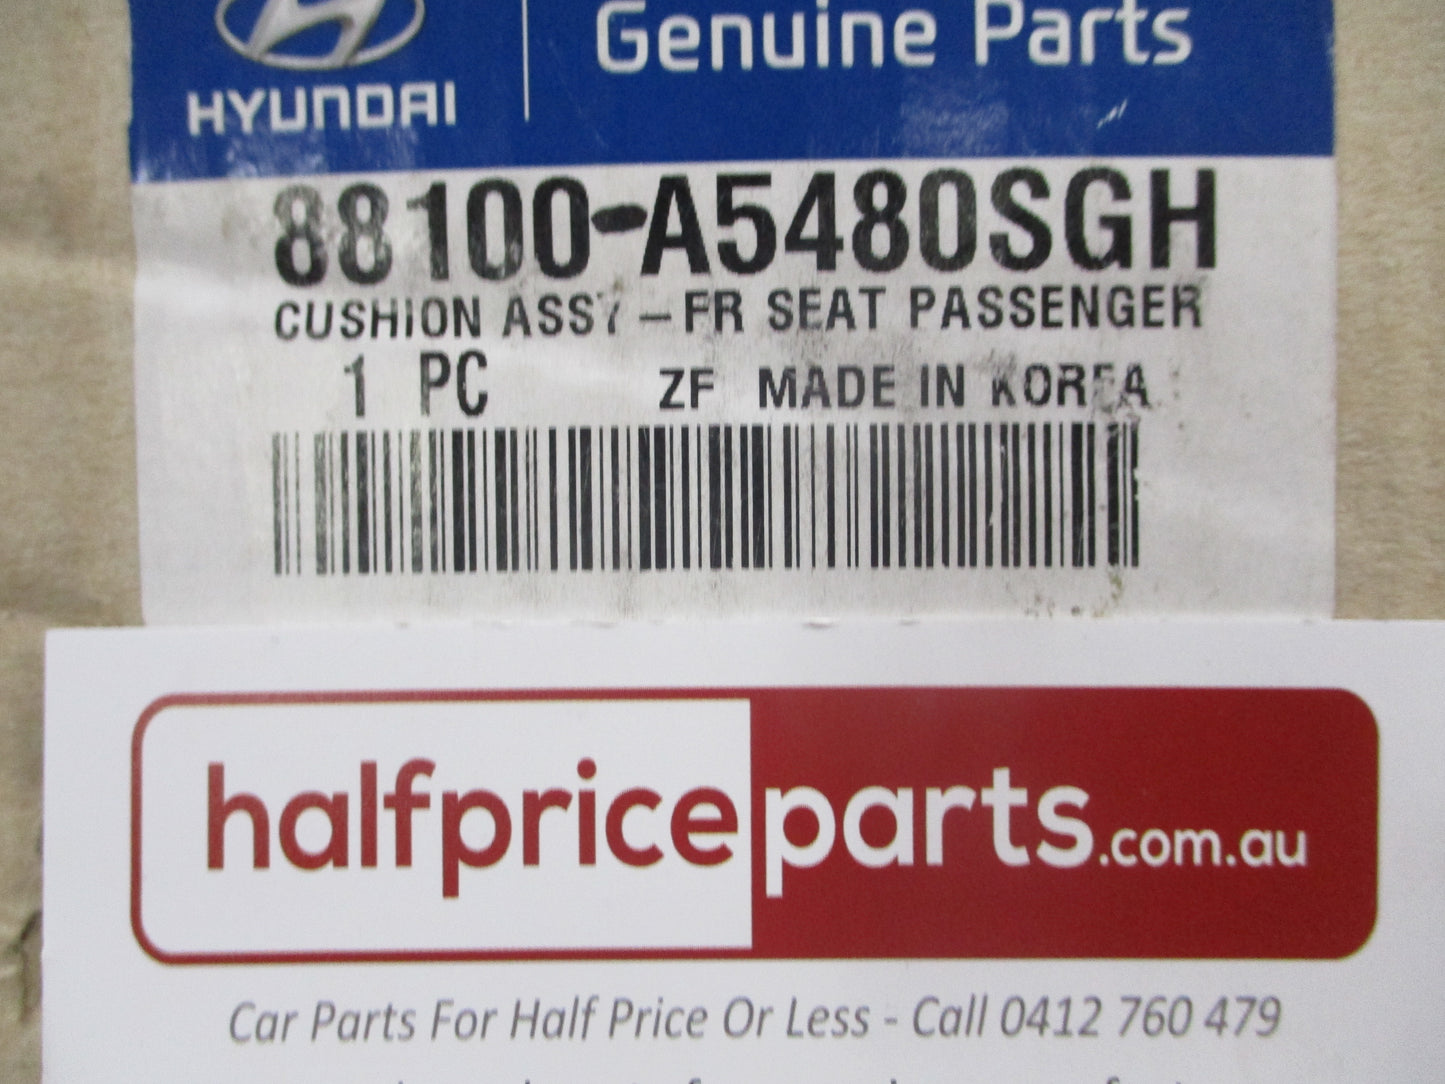 Genuine Parts
HYUNDAI
88100-A5480SGH
CUSHION ASSY - FR SEAT PASSENGER
1 PC ZF MADE IN KOREA
halfpriceparts.com.au
Car Parts For Half Price Or Less - Call 0412 760 479